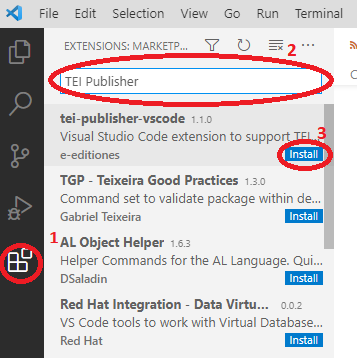 File Edit Selection View Go Run Terminal
EXTENSIONS: MARKETP...
2
TEI Publisher
tei-publisher-vscode 1.1.0
3
Visual Studio Code extension to support TEI
e-editiones Install
TGP - Teixeira Good Practices 1.3.0
Command set to validate package within de...
Gabriel Teixeira Install
1
AL Object Helper 1.6.3
Helper Commands for the AL Language. Qui...
DSaladin Install
Red Hat Integration - Data Virtu... 0.0.2
VS Code tools to work with Virtual Database...
Red Hat Install